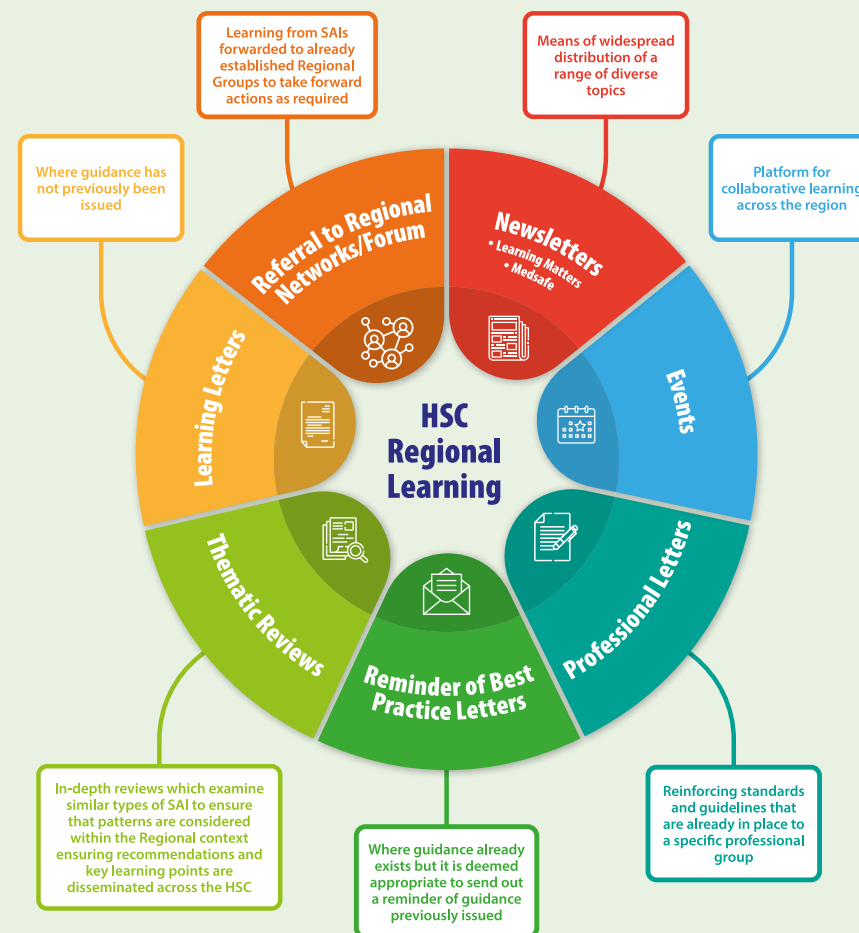 Learning from SAIs
forwarded to already
established Regional
Groups to take forward
actions as required
Means of widespread
distribution of a
range of diverse
topics
Where guidance has
not previously been
issued
Platform for
collaborative learning
across the region
Referral to Regional
Networks/Forum
Newsletters
• Learning Matters
• Medsafe
Learning Letters
Events
HSC
Regional
Learning
Thematic Reviews
Professional Letters
Reminder of Best
Practice Letters
In-depth reviews which examine
similar types of SAI to ensure
that patterns are considered
within the Regional context
ensuring recommendations and
key learning points are
disseminated across the HSC
Where guidance already
exists but it is deemed
appropriate to send out
a reminder of guidance
previously issued
Reinforcing standards
and guidelines that
are already in place to
a specific professional
group